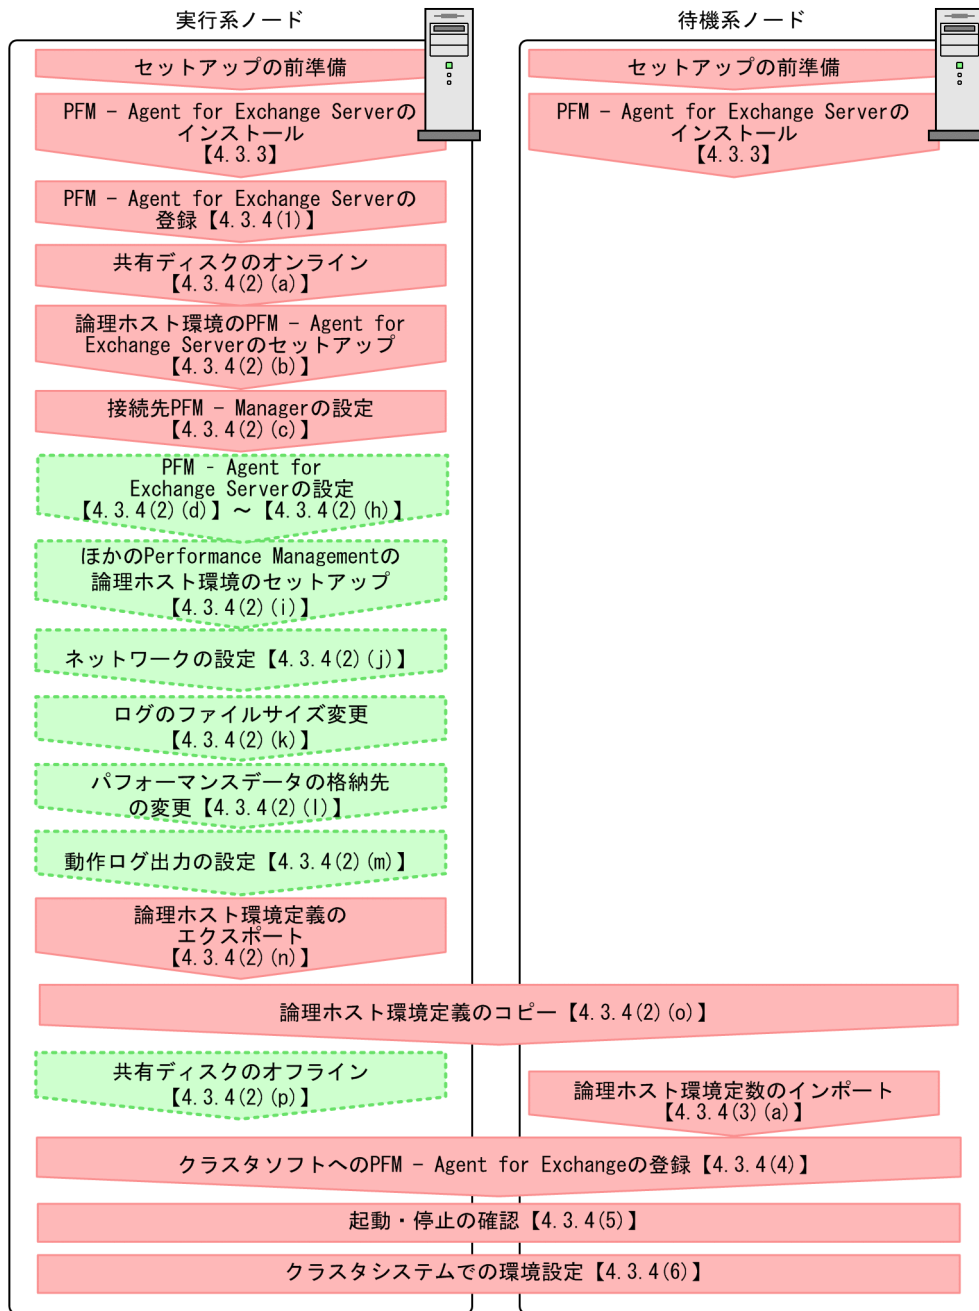 実行系ノード
待機系ノード
セットアップの前準備
セットアップの前準備
PFM - Agent for Exchange Serverの
インストール
【4.3.3】
PFM - Agent for Exchange Serverの
インストール
【4.3.3】
PFM - Agent for Exchange Serverの
登録【4.3.4(1)】
共有ディスクのオンライン
【4.3.4(2)(a)】
論理ホスト環境のPFM - Agent for
Exchange Serverのセットアップ
【4.3.4(2)(b)】
接続先PFM - Managerの設定
【4.3.4(2)(c)】
PFM - Agent for
Exchange Serverの設定
【4.3.4(2)(d)】～【4.3.4(2)(h)】
ほかのPerformance Managementの
論理ホスト環境のセットアップ
【4.3.4(2)(i)】
ネットワークの設定【4.3.4(2)(j)】
ログのファイルサイズ変更
【4.3.4(2)(k)】
パフォーマンスデータの格納先
の変更【4.3.4(2)(l)】
動作ログ出力の設定【4.3.4(2)(m)】
論理ホスト環境定義の
エクスポート
【4.3.4(2)(n)】
論理ホスト環境定義のコピー【4.3.4(2)(o)】
共有ディスクのオフライン
【4.3.4(2)(p)】
論理ホスト環境定数のインポート
【4.3.4(3)(a)】
クラスタソフトへのPFM - Agent for Exchangeの登録【4.3.4(4)】
起動・停止の確認【4.3.4(5)】
クラスタシステムでの環境設定【4.3.4(6)】